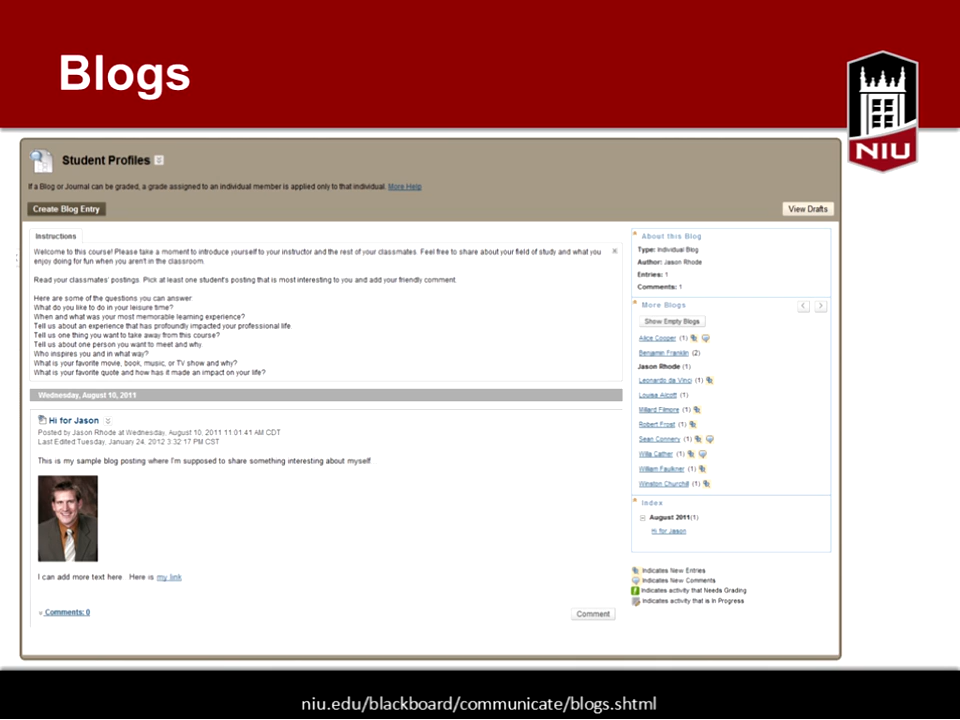 Blogs
NIU
Student Profiles
If a Blog or Journal can be graded, a grade assigned to an individual member is applied only to that individual. More Help
Create Blog Entry
View Drafts
Instructions
Welcome to this course! Please take a moment to introduce yourself to your instructor and the rest of your classmates. Feel free to share about your field of study and what you
enjoy doing for fun when you aren't in the classroom.
Read your classmates' postings. Pick at least one student's posting that is most interesting to you and add your friendly comment.
Here are some of the questions you can answer:
What do you like to do in your leisure time?
When and what was your most memorable learning experience?
Tell us about an experience that has profoundly impacted your professional life
Tell us one thing you want to take away from this course?
Tell us about one person you want to meet and why
Who inspires you and in what way?
What is your favorite movie, book, music, or TV show and why?
What is your favorite quote and how has it made an impact on your life?
Wednesday, August 10, 2011
Hi for Jason
Posted by Jason Rhode at Wednesday, August 10, 2011 11:01:41 AM CDT
Last Edited Tuesday, January 24, 2012 3:32:17 PM CST
This is my sample blog posting where I'm supposed to share something interesting about myself
I can add more text here Here is my link
Comments: 0
Comment
About this Blog
Type: Individual Blog
Author: Jason Rhode
Entries: 1
Comments: 1
More Blogs
Show Empty Blogs
Alice Cooper (1)
Benjamin Franklin (2)
Jason Rhode (1)
Leonardo da Vinci (1)
Louisa Alcott (1)
Millard Filmore (1)
Robert Frost (1)
Sean Connery (1)
Willa Cather (1)
William Faulkner (1)
Winston Churchill (1)
Index
August 2011(1)
Hi for Jason
Indicates New Entries
Indicates New Comments
Indicates activity that Needs Grading
Indicates activity that is In Progress
niu.edu/blackboard/communicate/blogs.shtml